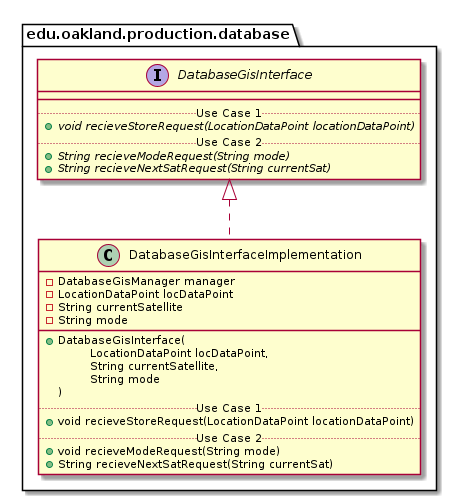 edu.oakland.production.database
I DatabaseGisInterface
Use Case 1
void recieveStoreRequest(LocationDataPoint locationDataPoint)
Use Case 2
String recieveModeRequest(String mode)
String recieveNextSatRequest(String currentSat)
C DatabaseGisInterfaceImplementation
DatabaseGisManager manager
LocationDataPoint locDataPoint
String currentSatellite
String mode
DatabaseGisInterface(
LocationDataPoint locDataPoint,
String currentSatellite,
String mode
)
Use Case 1
void recieveStoreRequest(LocationDataPoint locationDataPoint)
Use Case 2
void recieveModeRequest(String mode)
String recieveNextSatRequest(String currentSat)